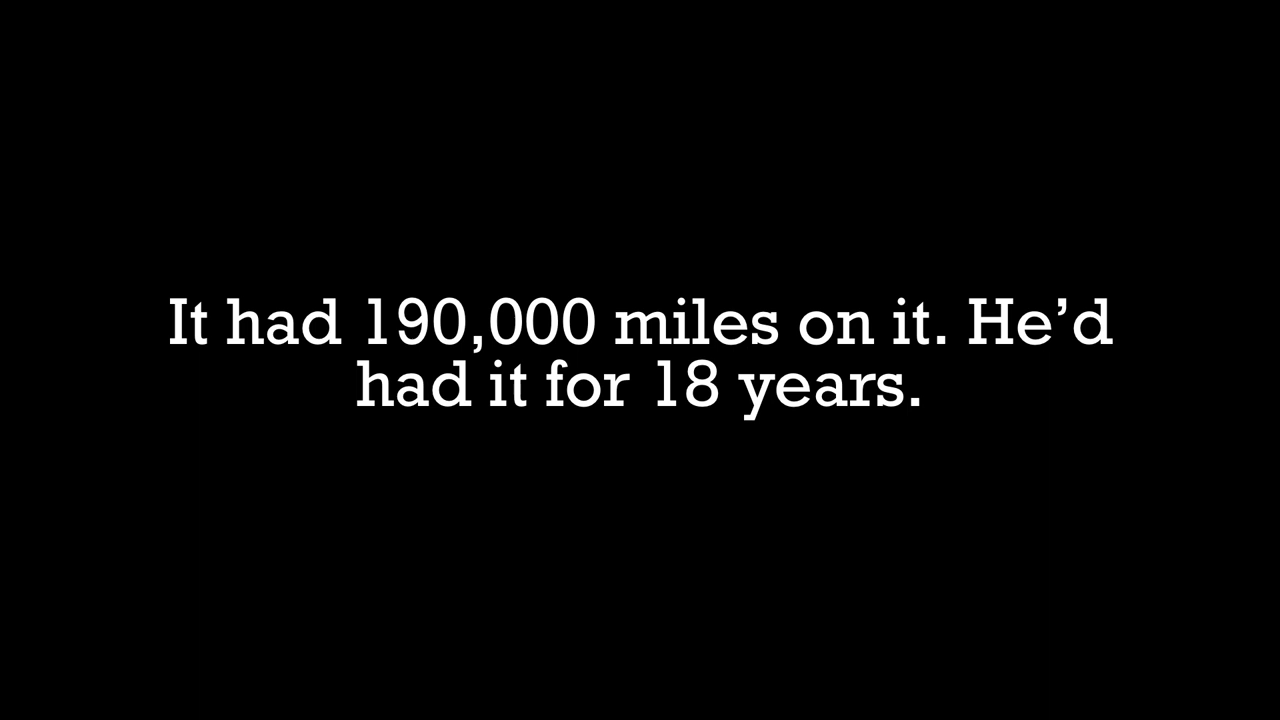 It had 190,000 miles on it. He’d
had it for 18 years.